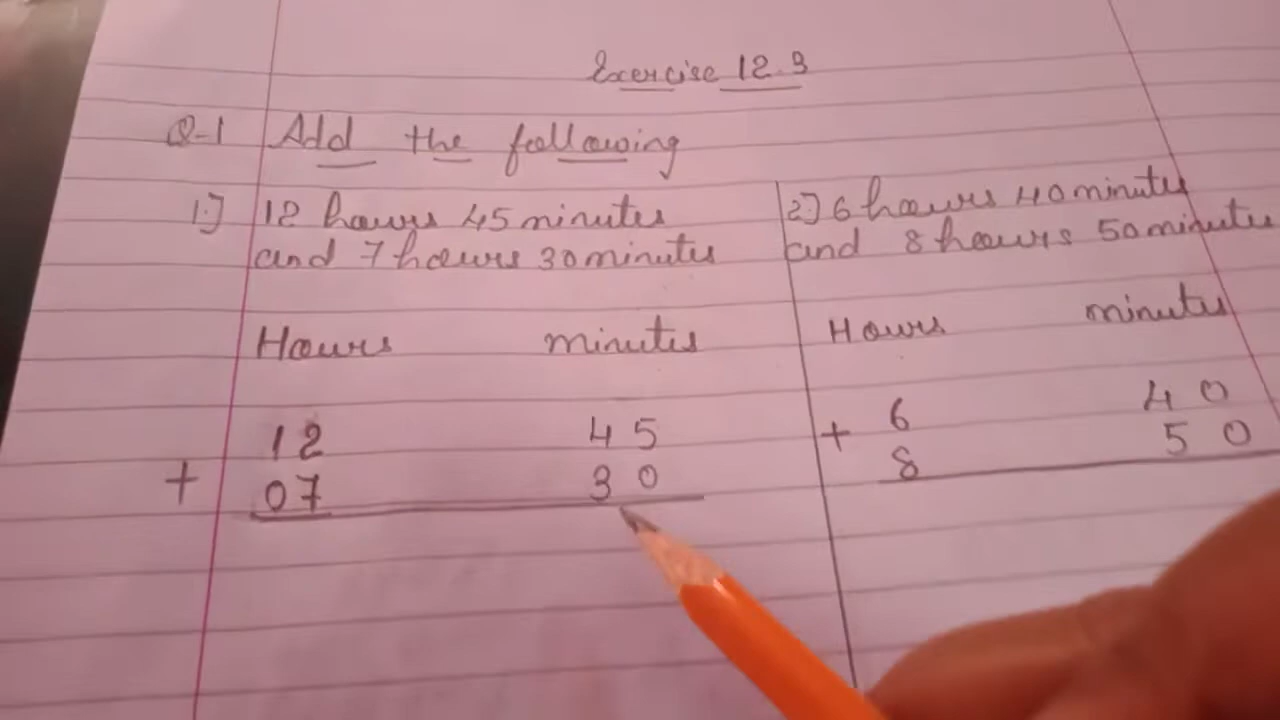 Exercise 12.3
Q-1 Add the following
1.] 12 hours 45 minutes
and 7 hours 30 minutes
Hours minutes
12 45
+ 07 30
2.] 6 hours 40 minutes
and 8 hours 50 minutes
Hours minutes
+ 6 40
8 50